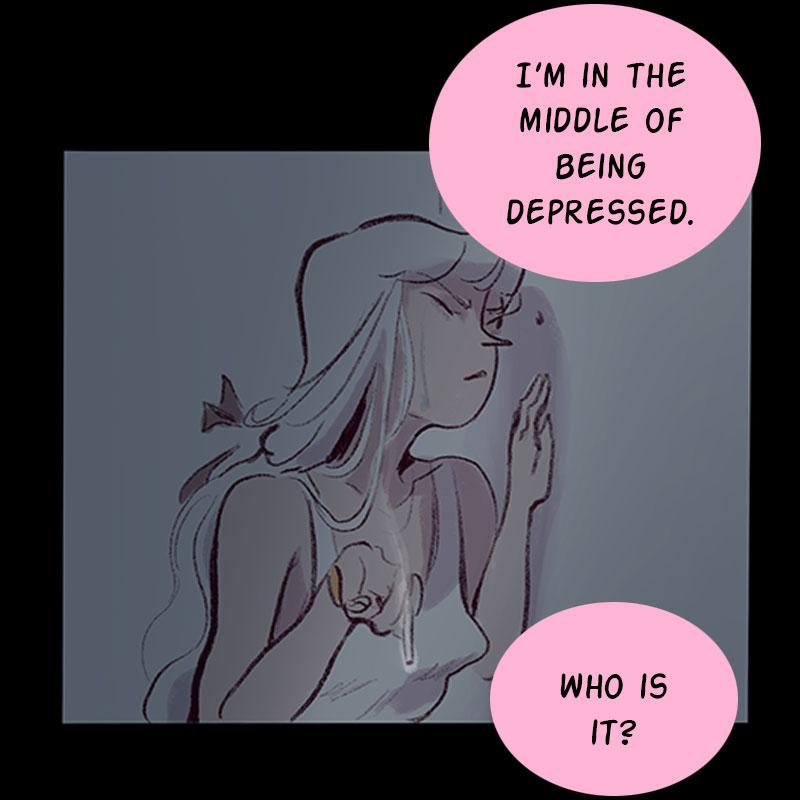 I'M IN THE
MIDDLE OF
BEING
DEPRESSED.
WHO IS
IT?